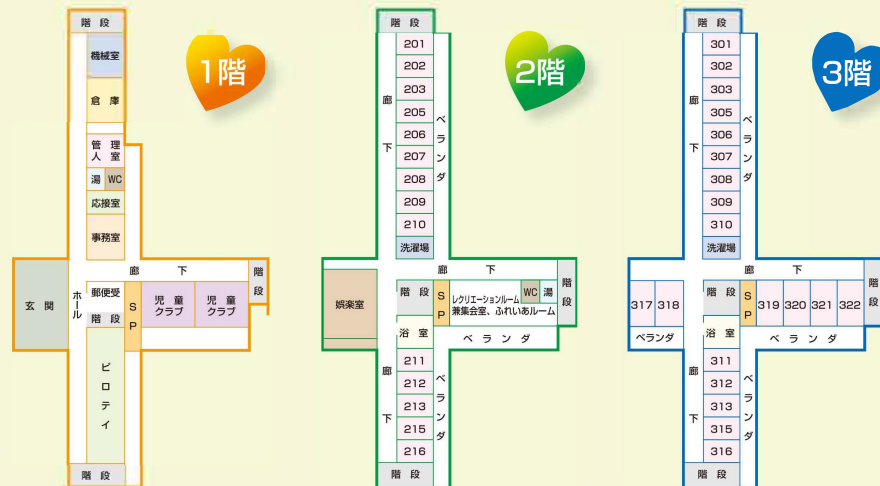 1階
階 段
機械室
倉 庫
管 理
人 室
湯 WC
応接室
事務室
廊 下
階
段
玄 関
ホール
郵便受
階 段
S
P
児 童
クラブ
児 童
クラブ
ピロティ
階 段
2階
階 段
201
202
203
205
206
207
208
209
210
洗濯場
廊
下
ベランダ
廊 下
階
段
娯楽室
階 段
S
P
レクリエーションルーム
兼集会室、ふれいあルーム
WC 湯
浴 室
ベ ラ ン ダ
211
212
213
215
216
廊
下
ベランダ
階 段
3階
階 段
301
302
303
305
306
307
308
309
310
洗濯場
廊
下
ベランダ
廊 下
階
段
317 318
ベランダ
階 段
S
P
319 320 321 322
浴 室
ベ ラ ン ダ
311
312
313
315
316
廊
下
ベランダ
階 段